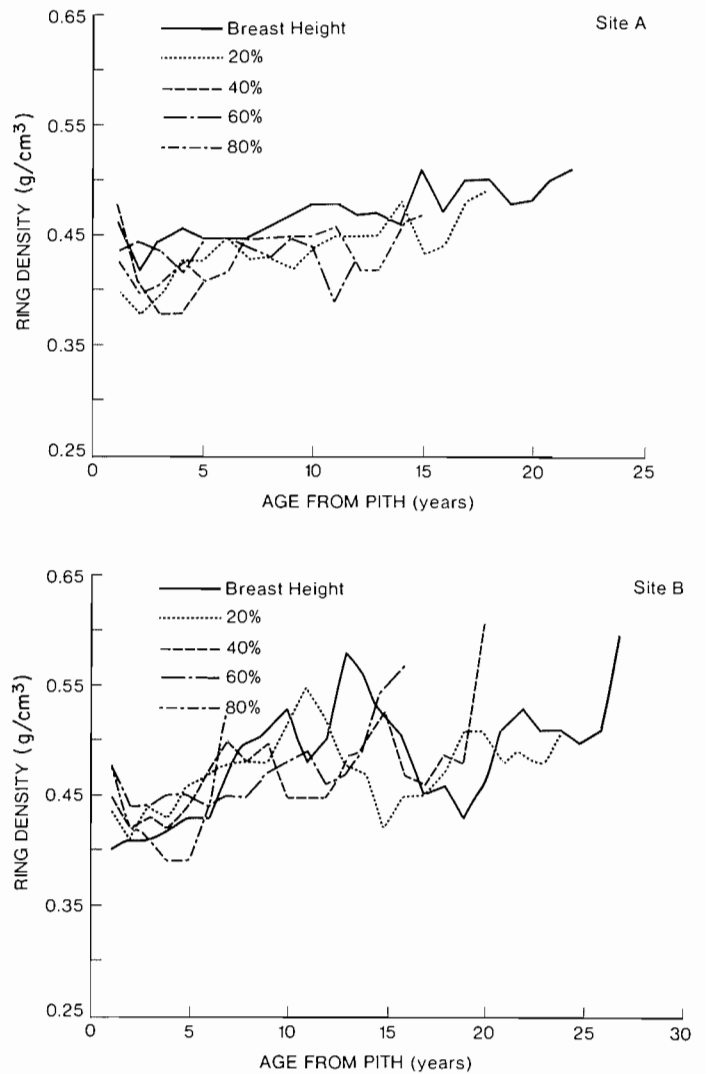 Site A
Breast Height
20%
40%
60%
80%
RING DENSITY (g/cm³)
0.65
0.55
0.45
0.35
0.25
0 5 10 15 20 25
AGE FROM PITH (years)
Site B
Breast Height
20%
40%
60%
80%
RING DENSITY (g/cm³)
0.65
0.55
0.45
0.35
0.25
0 5 10 15 20 25 30
AGE FROM PITH (years)